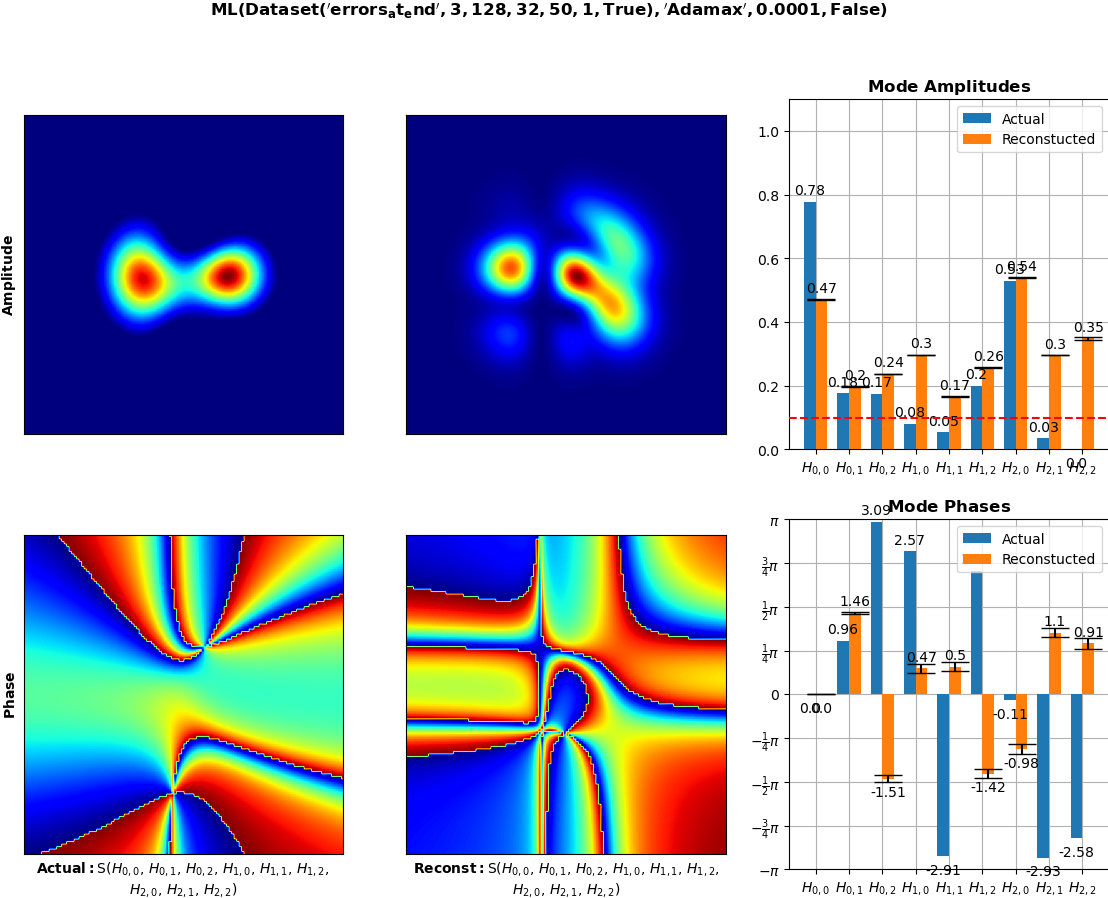 ML(Dataset('errors_at_end', 3, 128, 32, 50, 1, True), 'Adamax', 0.0001, False)
Amplitude
Mode Amplitudes
Actual
Reconstucted
1.0
0.8
0.6
0.4
0.2
0.0
0.78
0.47
0.18
0.2
0.17
0.24
0.08
0.3
0.05
0.17
0.2
0.26
0.53
0.54
0.03
0.3
0.0
0.35
H0,0 H0,1 H0,2 H1,0 H1,1 H1,2 H2,0 H2,1 H2,2
Phase
Mode Phases
Actual
Reconstucted
π
3/4π
1/2π
1/4π
0
−1/4π
−1/2π
−3/4π
−π
0.0
0.0
0.96
1.46
3.09
-1.51
2.57
0.47
-2.91
0.5
-1.42
-0.11
-0.98
-2.93
1.1
-2.58
0.91
H0,0 H0,1 H0,2 H1,0 H1,1 H1,2 H2,0 H2,1 H2,2
Actual: S(H0,0, H0,1, H0,2, H1,0, H1,1, H1,2,
H2,0, H2,1, H2,2)
Reconst: S(H0,0, H0,1, H0,2, H1,0, H1,1, H1,2,
H2,0, H2,1, H2,2)